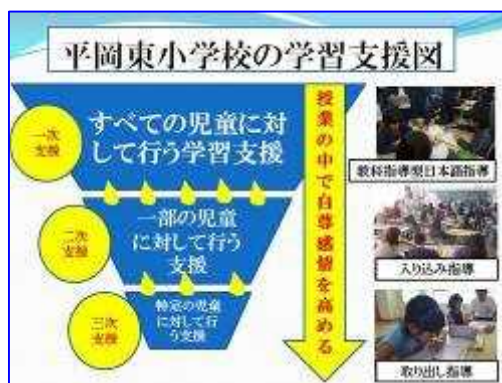 平岡東小学校の学習支援図
一次
支援
すべての児童に対
して行う学習支援
二次
支援
一部の児童
に対して行う
支援
三次
支援
特定の児童
に対して行
う支援
授業の中で自尊感情を高める
教科指導型日本語指導
入り込み指導
取り出し指導